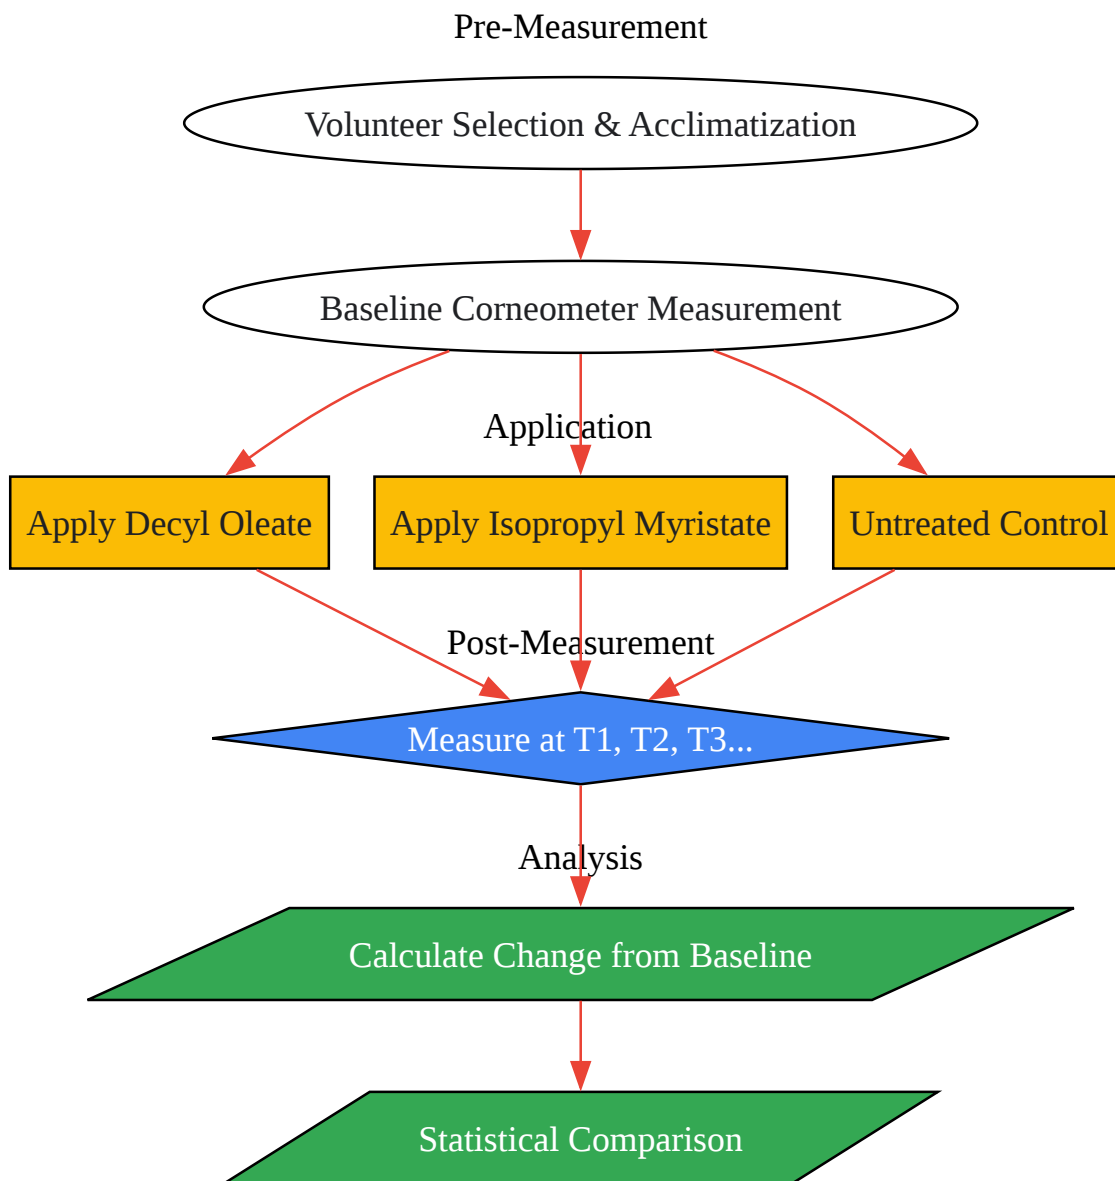 Pre-Measurement
Volunteer Selection & Acclimatization
Baseline Corneometer Measurement
Application
Apply Decyl Oleate
Apply Isopropyl Myristate
Untreated Control
Post-Measurement
Measure at T1, T2, T3...
Analysis
Calculate Change from Baseline
Statistical Comparison